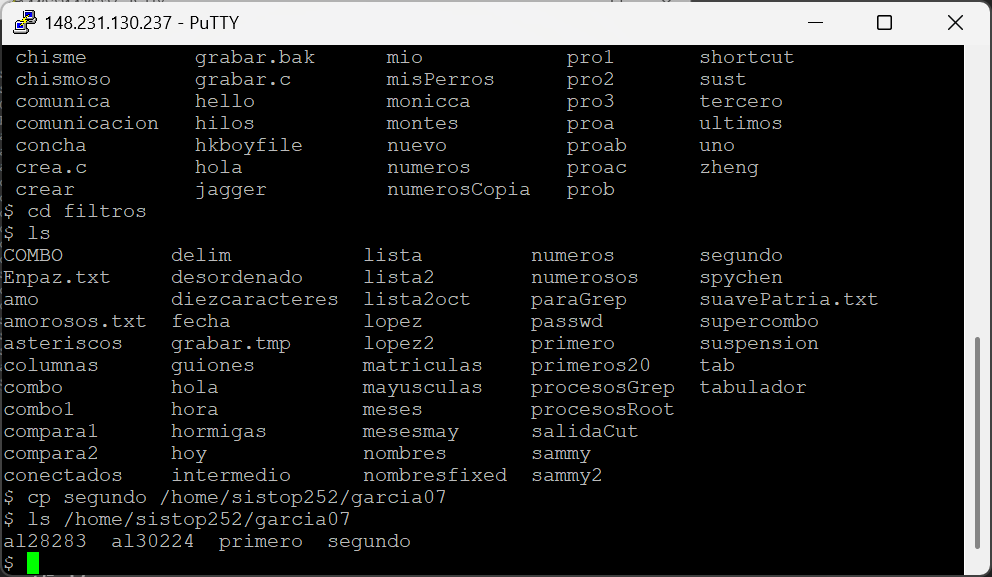 148.231.130.237 - PuTTY
chisme grabar.bak mio pro1 shortcut
chismoso grabar.c misPerros pro2 sust
comunica hello monicca pro3 tercero
comunicacion hilos montes proa ultimos
concha hkboyfile nuevo proab uno
crea.c hola numeros proac zheng
crear jagger numerosCopia prob
$ cd filtros
$ ls
COMBO delim lista numeros segundo
Enpaz.txt desordenado lista2 numerosos spychen
amo diezcaracteres lista2oct paraGrep suavePatria.txt
amorosos.txt fecha lopez passwd supercombo
asteriscos grabar.tmp lopez2 primero suspension
columnas guiones matriculas primeros20 tab
combo hola mayusculas procesosGrep tabulador
combo1 hora meses procesosRoot
compara1 hormigas mesesmay salidaCut
compara2 hoy nombres sammy
conectados intermedio nombresfixed sammy2
$ cp segundo /home/sistop252/garcia07
$ ls /home/sistop252/garcia07
al28283 al30224 primero segundo
$